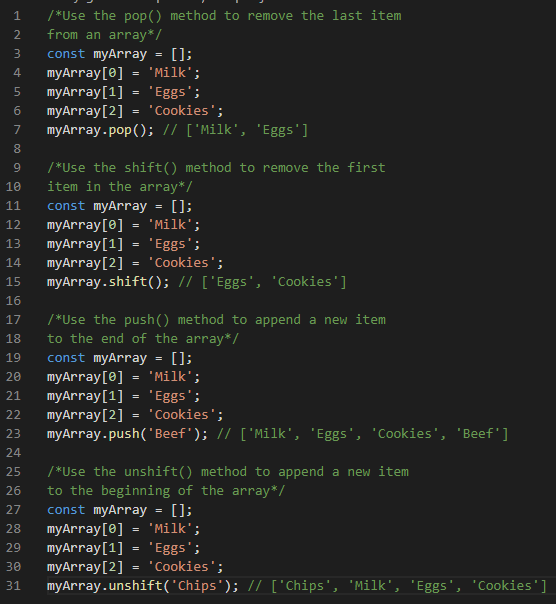 1 /*Use the pop() method to remove the last item
2 from an array*/
3 const myArray = [];
4 myArray[0] = 'Milk';
5 myArray[1] = 'Eggs';
6 myArray[2] = 'Cookies';
7 myArray.pop(); // ['Milk', 'Eggs']
8
9 /*Use the shift() method to remove the first
10 item in the array*/
11 const myArray = [];
12 myArray[0] = 'Milk';
13 myArray[1] = 'Eggs';
14 myArray[2] = 'Cookies';
15 myArray.shift(); // ['Eggs', 'Cookies']
16
17 /*Use the push() method to append a new item
18 to the end of the array*/
19 const myArray = [];
20 myArray[0] = 'Milk';
21 myArray[1] = 'Eggs';
22 myArray[2] = 'Cookies';
23 myArray.push('Beef'); // ['Milk', 'Eggs', 'Cookies', 'Beef']
24
25 /*Use the unshift() method to append a new item
26 to the beginning of the array*/
27 const myArray = [];
28 myArray[0] = 'Milk';
29 myArray[1] = 'Eggs';
30 myArray[2] = 'Cookies';
31 myArray.unshift('Chips'); // ['Chips', 'Milk', 'Eggs', 'Cookies']